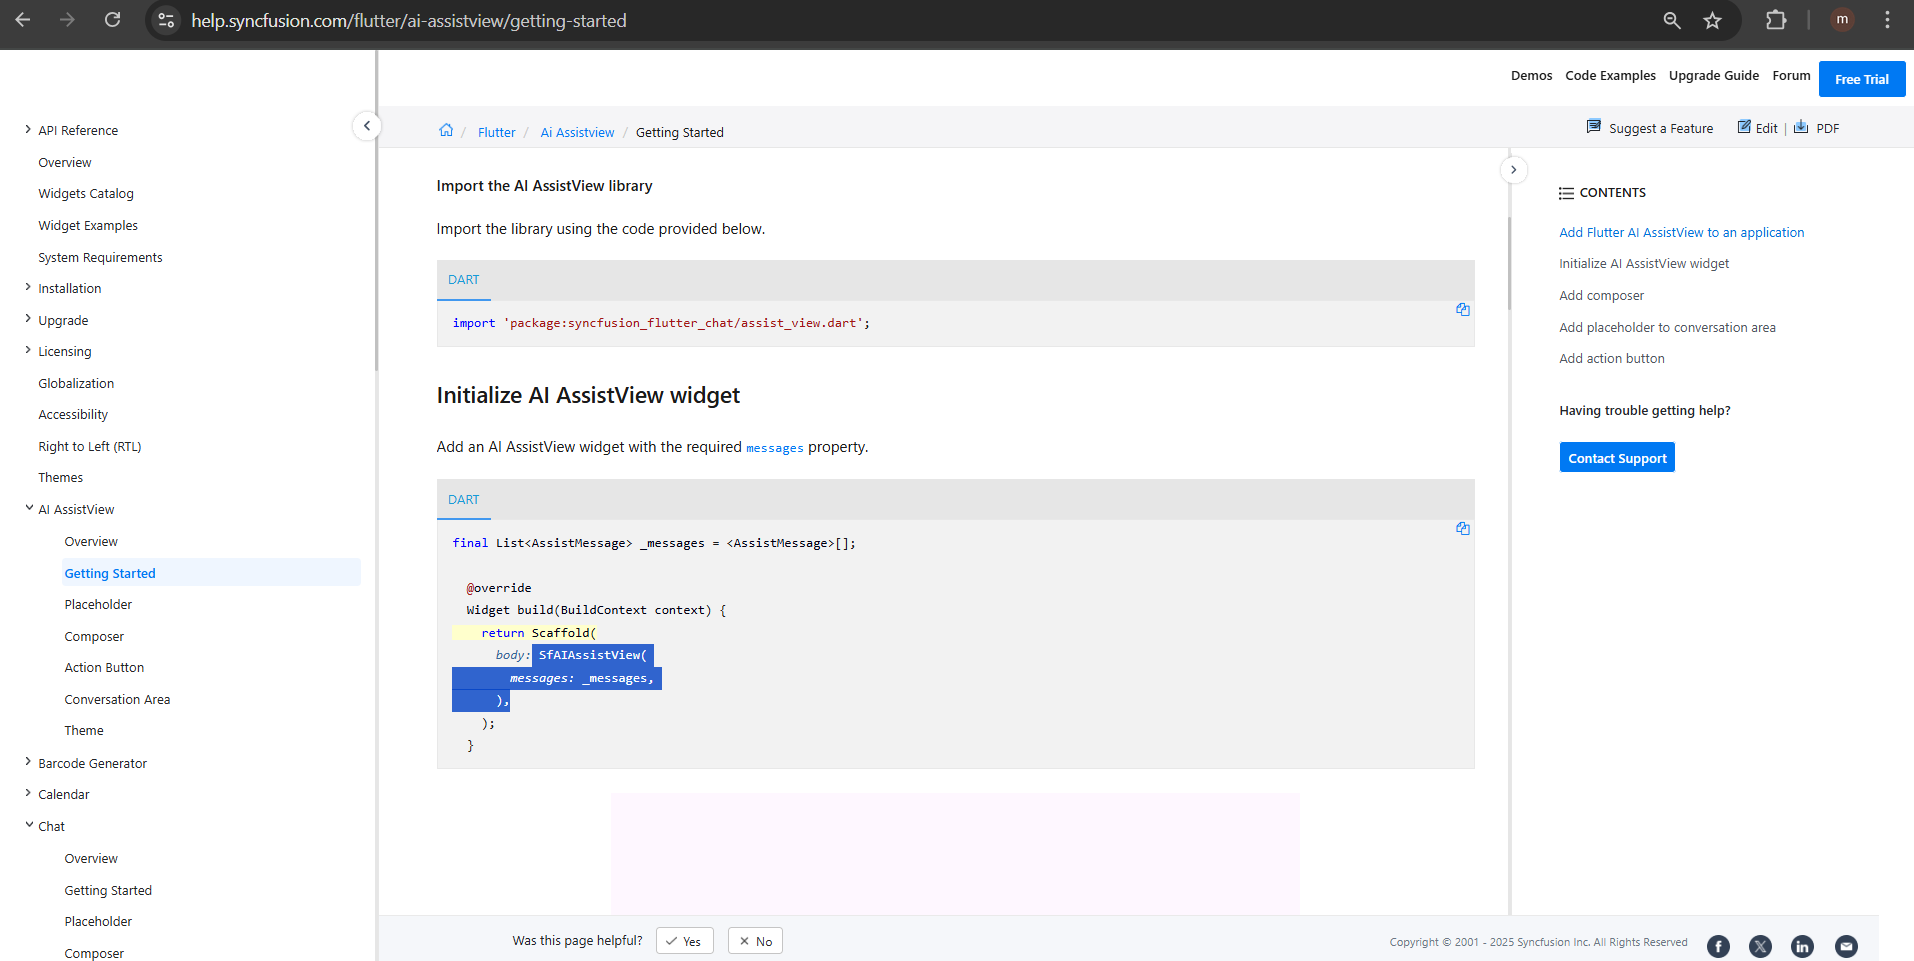 help.syncfusion.com/flutter/ai-assistview/getting-started
m
Demos Code Examples Upgrade Guide Forum Free Trial
API Reference
Overview
Widgets Catalog
Widget Examples
System Requirements
Installation
Upgrade
Licensing
Globalization
Accessibility
Right to Left (RTL)
Themes
AI AssistView
Overview
Getting Started
Placeholder
Composer
Action Button
Conversation Area
Theme
Barcode Generator
Calendar
Chat
Overview
Getting Started
Placeholder
Composer
/ Flutter / Ai Assistview / Getting Started
Suggest a Feature Edit | PDF
Import the AI AssistView library
Import the library using the code provided below.
DART
import 'package:syncfusion_flutter_chat/assist_view.dart';
Initialize AI AssistView widget
Add an AI AssistView widget with the required messages property.
DART
final List<AssistMessage> _messages = <AssistMessage>[];
@override
Widget build(BuildContext context) {
return Scaffold(
body: SfAIAssistView(
messages: _messages,
),
);
}
CONTENTS
Add Flutter AI AssistView to an application
Initialize AI AssistView widget
Add composer
Add placeholder to conversation area
Add action button
Having trouble getting help?
Contact Support
Was this page helpful? Yes No
Copyright © 2001 - 2025 Syncfusion Inc. All Rights Reserved